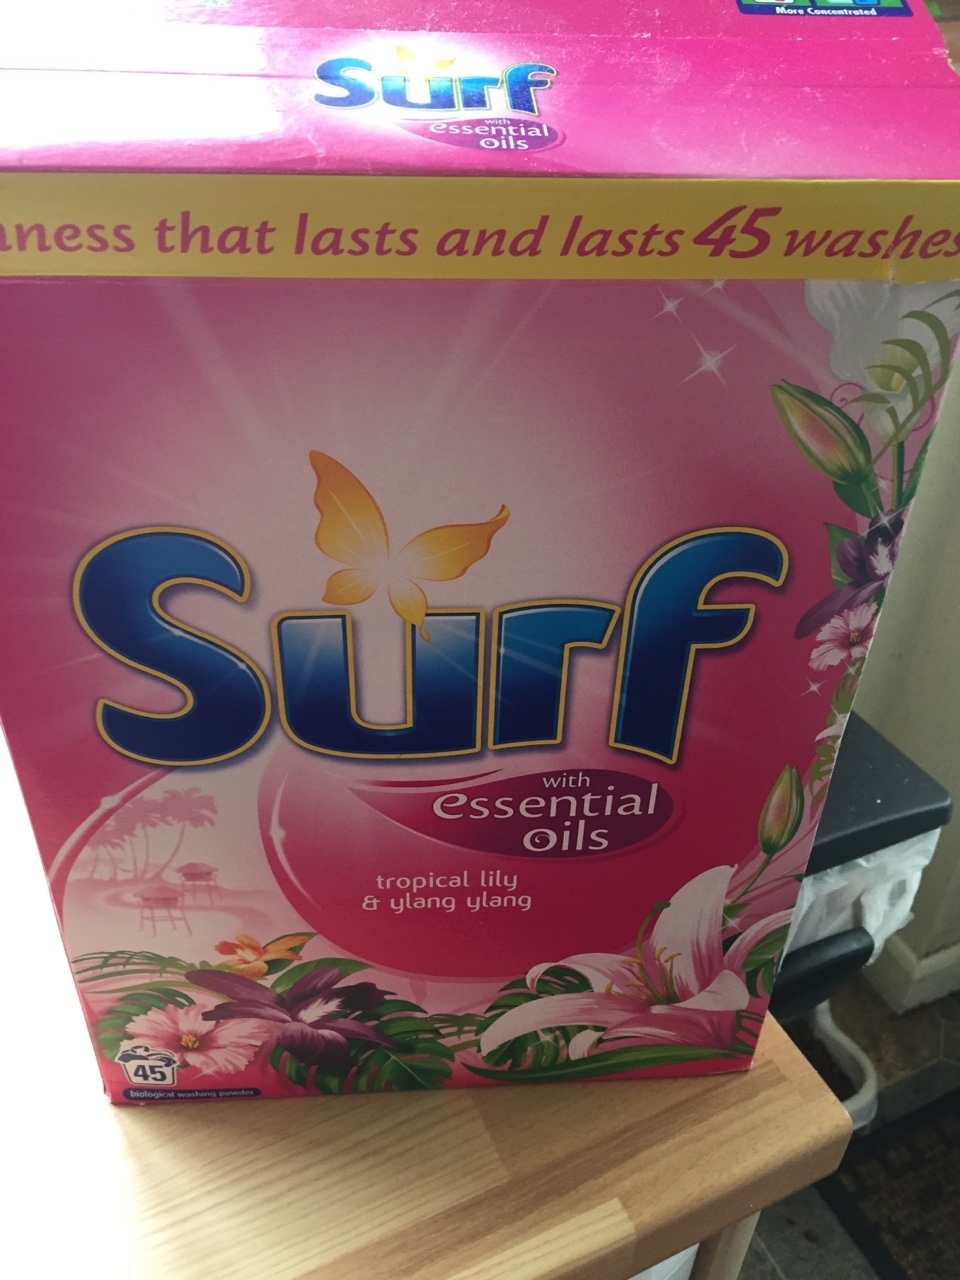 More Concentrated
Surf
with
essential
oils
that lasts and lasts 45 washes
Surf
with
essential
oils
tropical lily
& ylang ylang
45
biological washing powder